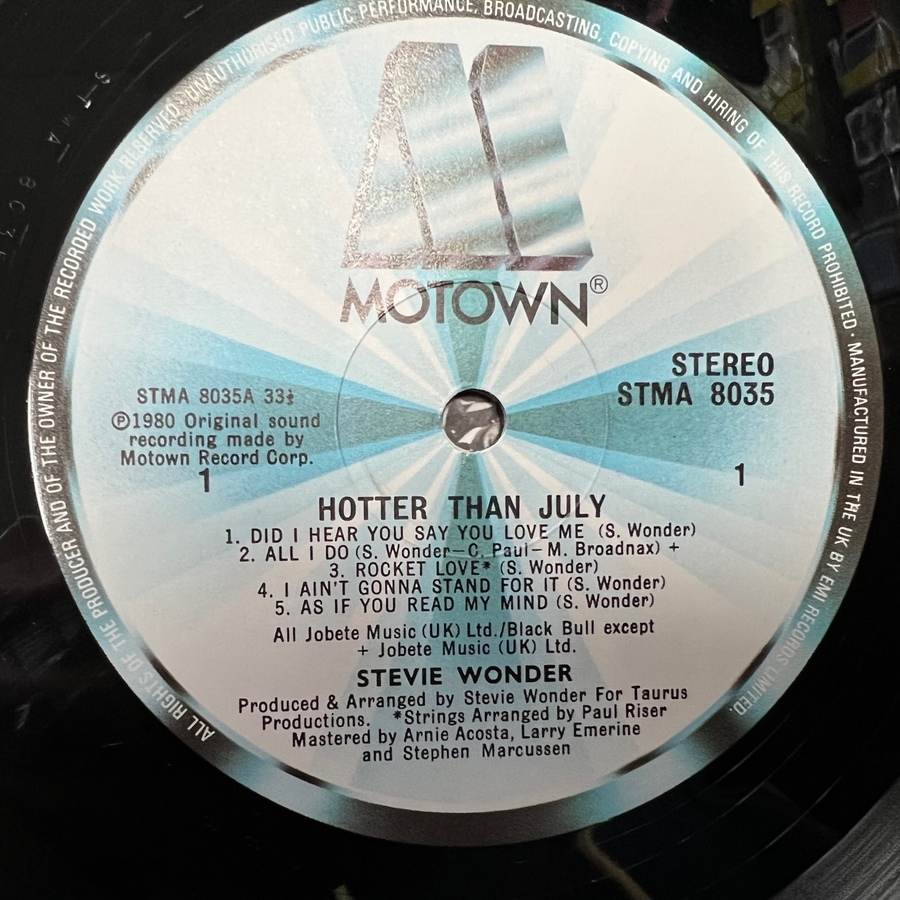 ALL RIGHTS OF THE PRODUCER AND OF THE OWNER OF THE RECORDED WORK RESERVED. UNAUTHORISED PUBLIC PERFORMANCE, BROADCASTING, COPYING AND HIRING OF THIS RECORD PROHIBITED · MANUFACTURED IN THE UK BY EMI RECORDS LIMITED.
MOTOWN®
STEREO
STMA 8035
STMA 8035A 33⅓
Ⓟ1980 Original sound
recording made by
Motown Record Corp.
1
1
HOTTER THAN JULY
1. DID I HEAR YOU SAY YOU LOVE ME (S. Wonder)
2. ALL I DO (S. Wonder–C. Paul–M. Broadnax) +
3. ROCKET LOVE* (S. Wonder)
4. I AIN'T GONNA STAND FOR IT (S. Wonder)
5. AS IF YOU READ MY MIND (S. Wonder)
All Jobete Music (UK) Ltd./Black Bull except
+ Jobete Music (UK) Ltd.
STEVIE WONDER
Produced & Arranged by Stevie Wonder For Taurus
Productions. *Strings Arranged by Paul Riser
Mastered by Arnie Acosta, Larry Emerine
and Stephen Marcussen